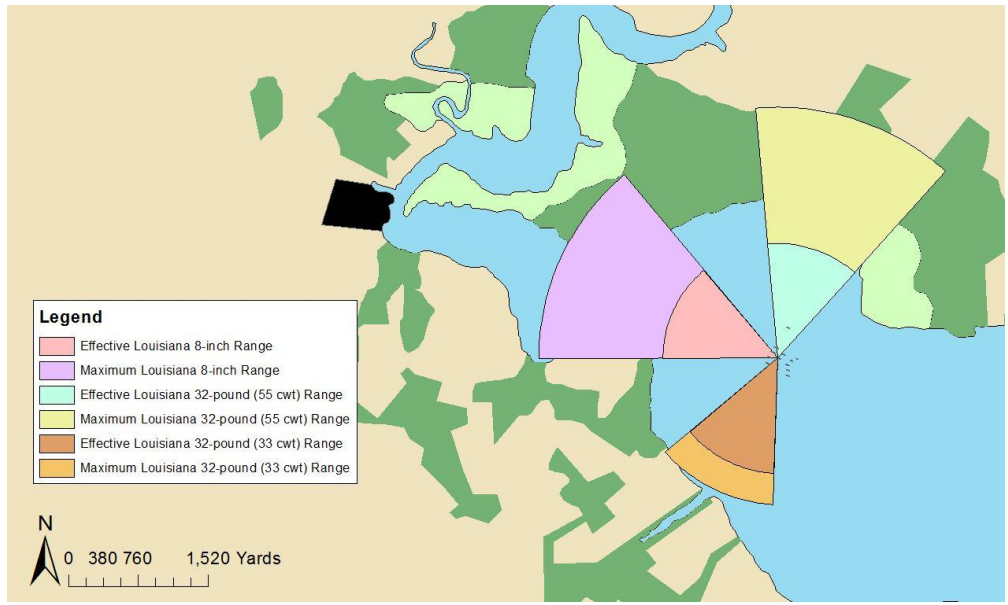 Legend
Effective Louisiana 8-inch Range
Maximum Louisiana 8-inch Range
Effective Louisiana 32-pound (55 cwt) Range
Maximum Louisiana 32-pound (55 cwt) Range
Effective Louisiana 32-pound (33 cwt) Range
Maximum Louisiana 32-pound (33 cwt) Range
N
0 380 760 1,520 Yards